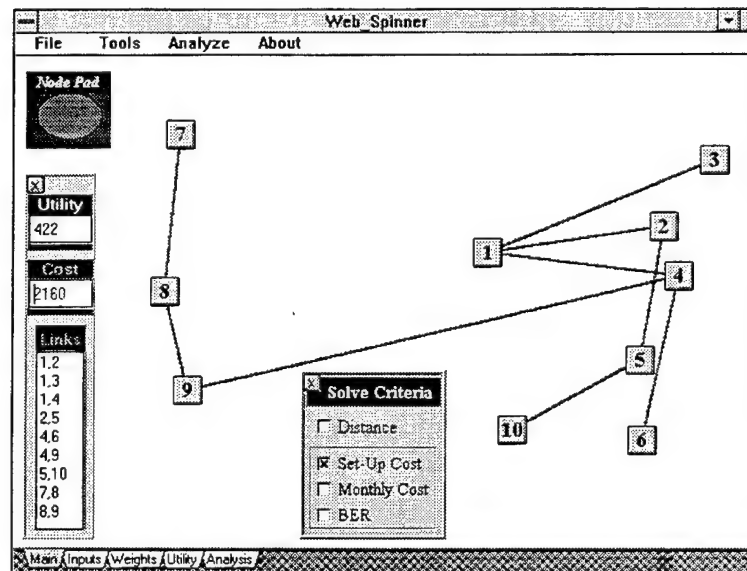 Web_Spinner
File Tools Analyze About
Node Pad
7
3
Utility
422
2
1
4
Cost
2160
8
Links
1,2
1,3
1,4
2,5
4,6
4,9
5,10
7,8
8,9
5
9
10
6
x
x
Solve Criteria
Distance
Set-Up Cost
Monthly Cost
BER
Main Inputs Weights Utility Analysis